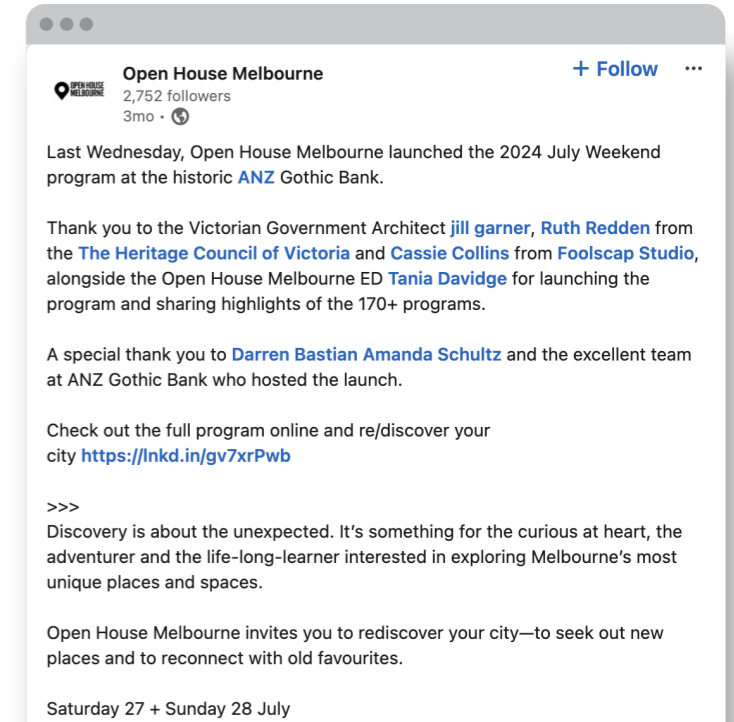 OPEN HOUSE
MELBOURNE
Open House Melbourne
+ Follow
2,752 followers
3mo •
Last Wednesday, Open House Melbourne launched the 2024 July Weekend
program at the historic ANZ Gothic Bank.
Thank you to the Victorian Government Architect jill garner, Ruth Redden from
the The Heritage Council of Victoria and Cassie Collins from Foolscap Studio,
alongside the Open House Melbourne ED Tania Davidge for launching the
program and sharing highlights of the 170+ programs.
A special thank you to Darren Bastian Amanda Schultz and the excellent team
at ANZ Gothic Bank who hosted the launch.
Check out the full program online and re/discover your
city https://lnkd.in/gv7xrPwb
>>>
Discovery is about the unexpected. It’s something for the curious at heart, the
adventurer and the life-long-learner interested in exploring Melbourne’s most
unique places and spaces.
Open House Melbourne invites you to rediscover your city—to seek out new
places and to reconnect with old favourites.
Saturday 27 + Sunday 28 July